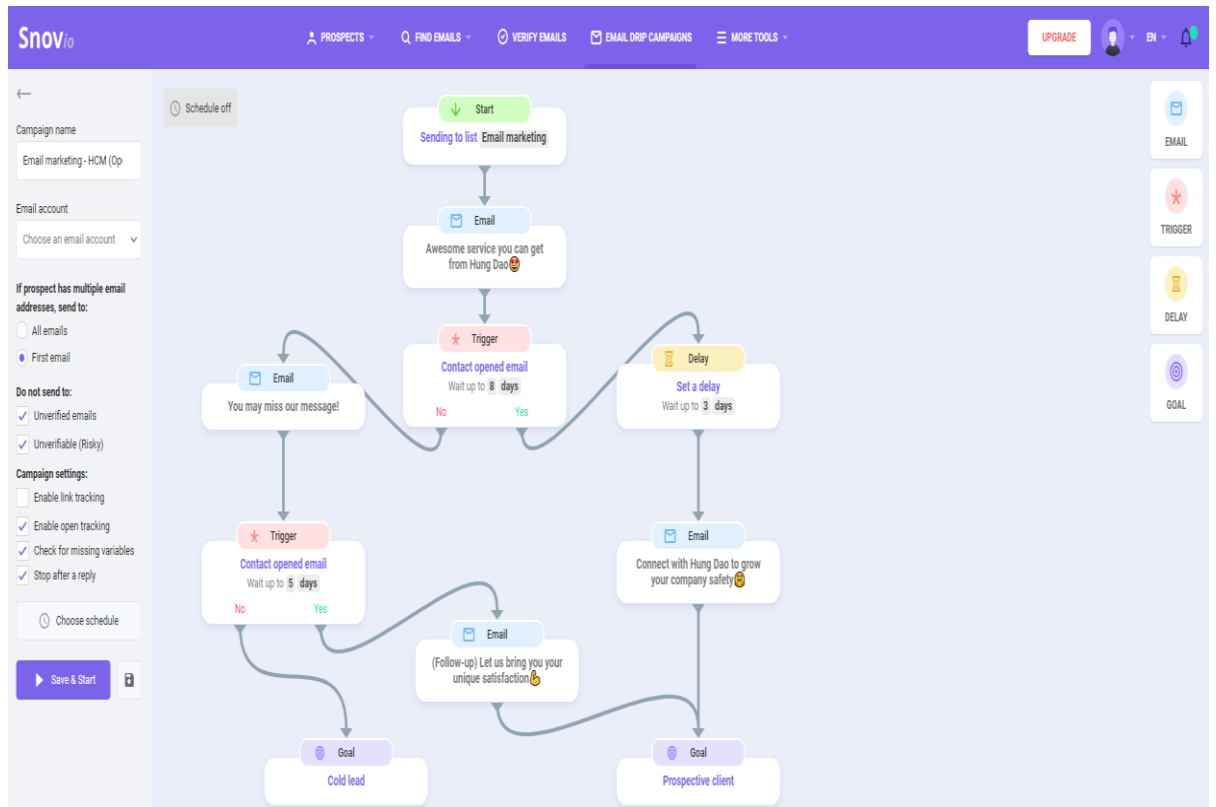 Snovio
PROSPECTS
FIND EMAILS
VERIFY EMAILS
EMAIL DRIP CAMPAIGNS
MORE TOOLS
UPGRADE
EN
Campaign name
Email marketing - HCM (Op
Email account
Choose an email account
If prospect has multiple email
addresses, send to:
All emails
First email
Do not send to:
Unverified emails
Unverifiable (Risky)
Campaign settings:
Enable link tracking
Enable open tracking
Check for missing variables
Stop after a reply
Choose schedule
Save & Start
Schedule off
Start
Sending to list Email marketing
Email
Awesome service you can get
from Hung Dao🤩
Trigger
Contact opened email
Wait up to 8 days
No Yes
Email
You may miss our message!
Delay
Set a delay
Wait up to 3 days
Trigger
Contact opened email
Wait up to 5 days
No Yes
Email
Connect with Hung Dao to grow
your company safety🤗
Email
(Follow-up) Let us bring you your
unique satisfaction💪
Goal
Cold lead
Goal
Prospective client
EMAIL
TRIGGER
DELAY
GOAL